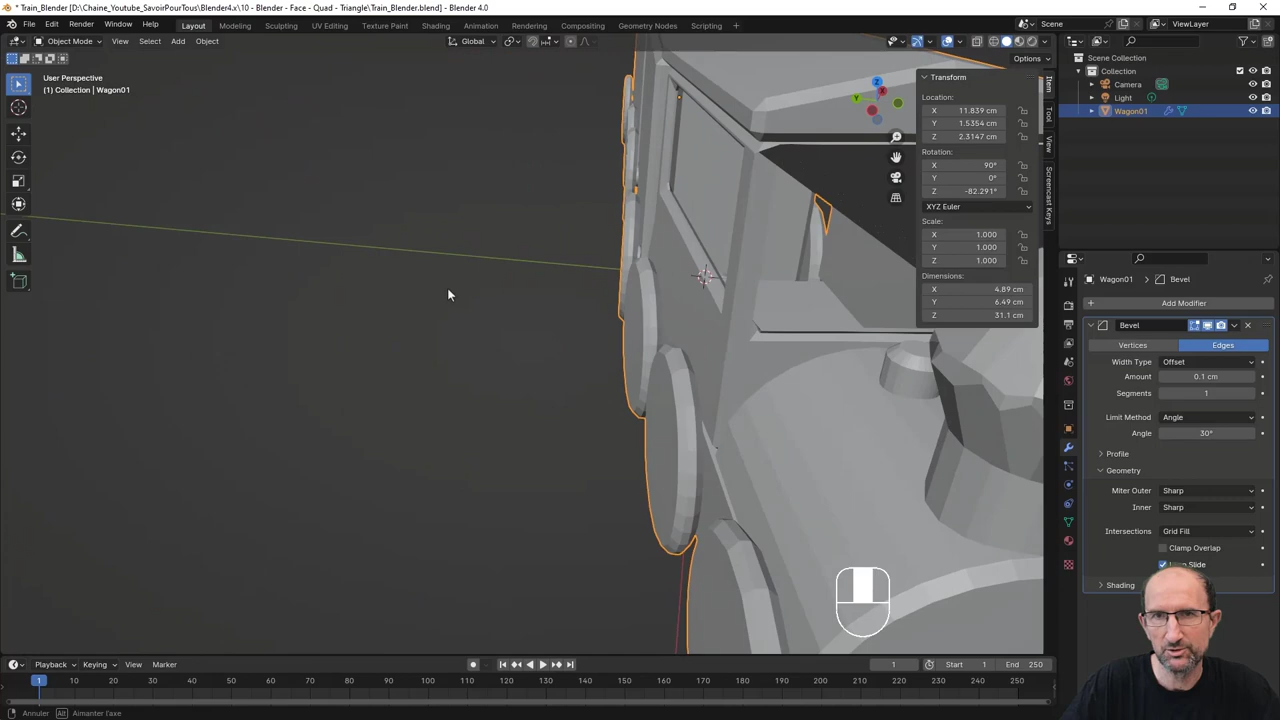 * Train_Blender [D:\Chaine_Youtube_SavoirPourTous\Blender4.x\10 - Blender - Face - Quad - Triangle\Train_Blender.blend] - Blender 4.0
File Edit Render Window Help Layout Modeling Sculpting UV Editing Texture Paint Shading Animation Rendering Compositing Geometry Nodes Scripting Scene ViewLayer
Object Mode View Select Add Object Global
Options
User Perspective
(1) Collection | Wagon01
Transform
Location:
X 11.839 cm
Y 1.5354 cm
Z 2.3147 cm
Rotation:
X 90°
Y 0°
Z -82.291°
XYZ Euler
Scale:
X 1.000
Y 1.000
Z 1.000
Dimensions:
X 4.89 cm
Y 6.49 cm
Z 31.1 cm
Item
Tool
View
Screencast Keys
Z
Y
X
Scene Collection
Collection
Camera
Light
Wagon01
Wagon01 Bevel
Add Modifier
Bevel
Vertices Edges
Width Type Offset
Amount 0.1 cm
Segments 1
Limit Method Angle
Angle 30°
Profile
Geometry
Miter Outer Sharp
Inner Sharp
Intersections Grid Fill
Clamp Overlap
Slide
Shading
Playback Keying View Marker 1 Start 1 End 250
1 10 20 30 40 50 60 70 80 90 100 110 120 130 140 150 160 170 180 190 200 210 220 230 240 250
Annuler Alt Aimanter l'axe